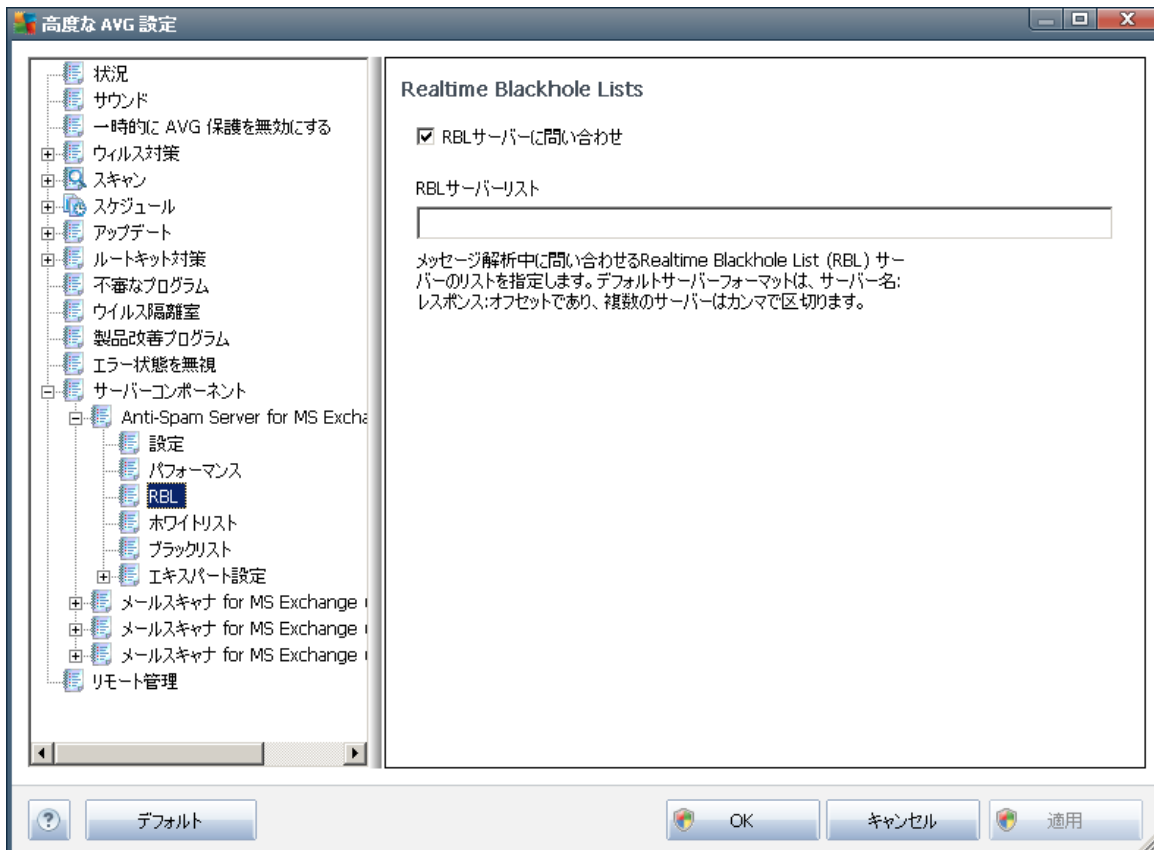 高度な AVG 設定
状況
サウンド
一時的に AVG 保護を無効にする
ウィルス対策
スキャン
スケジュール
アップデート
ルートキット対策
不審なプログラム
ウイルス隔離室
製品改善プログラム
エラー状態を無視
サーバーコンポーネント
Anti-Spam Server for MS Excha
設定
パフォーマンス
RBL
ホワイトリスト
ブラックリスト
エキスパート設定
メールスキャナ for MS Exchange
メールスキャナ for MS Exchange
メールスキャナ for MS Exchange
リモート管理
Realtime Blackhole Lists
RBLサーバーに問い合わせ
RBLサーバーリスト
メッセージ解析中に問い合わせるRealtime Blackhole List (RBL) サー
バーのリストを指定します。デフォルトサーバーフォーマットは、サーバー名:
レスポンス:オフセットであり、複数のサーバーはカンマで区切ります。
?
デフォルト
OK
キャンセル
適用